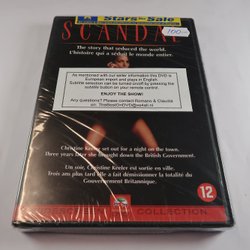 Stars for Sale
100,-
SCANDAL
The story that seduced the world.
L'histoire qui a séduit le monde entier.
As mentioned with our seller information this DVD is
European import and plays in English.
Subtitle selection can be turned on/off by pressing the
subtitle button on your remote control.
ENJOY THE SHOW!
Any questions? Please contact Romano & Claudia
Christine Keeler set out for a night on the town.
Three years later she brought down the British Government.
Un soir, Christine Keeler est sortie en ville.
Trois ans plus tard elle a fait démissionner la totalité du
Gouvernement Britannique.
12
COLLECTION